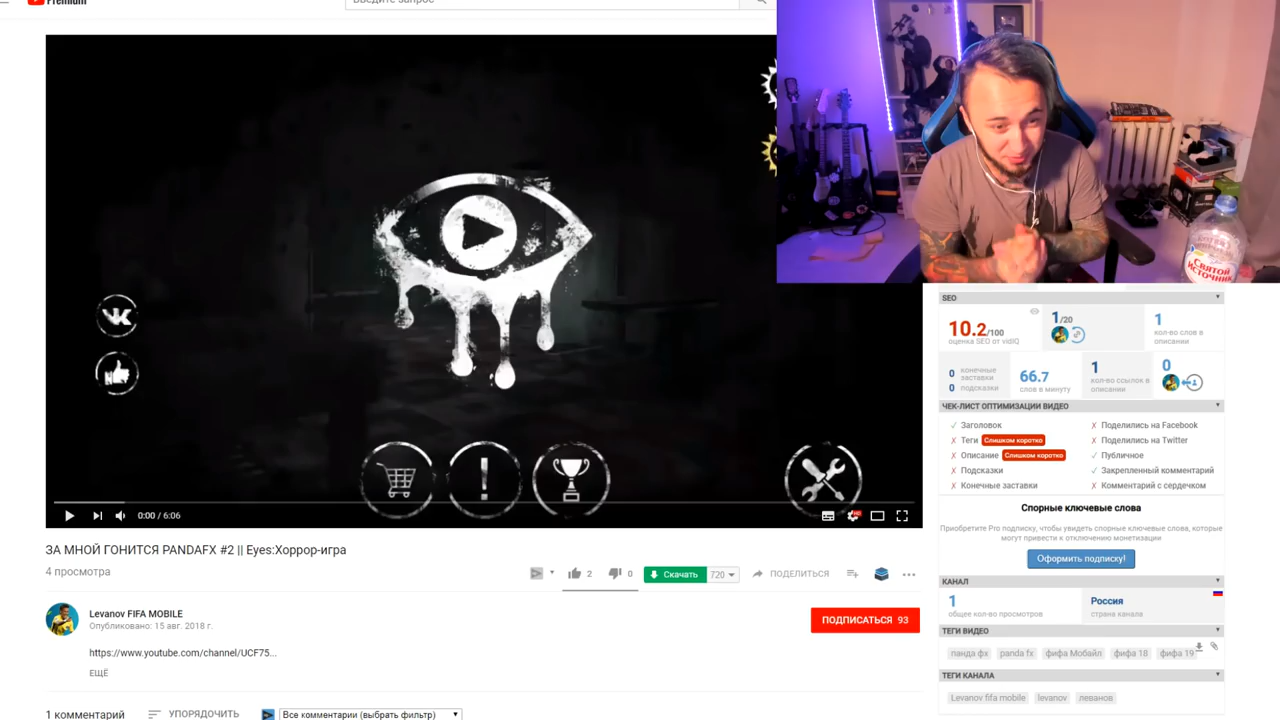 Premium
Введите запрос
Святой
Источник
0:00 / 6:06
HD
ЗА МНОЙ ГОНИТСЯ PANDAFX #2 || Eyes:Хоррор-игра
4 просмотра
2
0
Скачать
720
ПОДЕЛИТЬСЯ
Levanov FIFA MOBILE
Опубликовано: 15 авг. 2018 г.
ПОДПИСАТЬСЯ 93
https://www.youtube.com/channel/UCF75...
ЕЩЁ
1 комментарий
УПОРЯДОЧИТЬ
Все комментарии (выбрать фильтр)
SEO
10.2/100
оценка SEO от vidIQ
1/20
1
кол-во слов в
описании
0 конечные
заставки
0 подсказки
66.7
слов в минуту
1
кол-во ссылок в
описании
0
ЧЕК-ЛИСТ ОПТИМИЗАЦИИ ВИДЕО
✓ Заголовок
✗ Поделились на Facebook
✗ Теги Слишком коротко
✗ Поделились на Twitter
✗ Описание Слишком коротко
✓ Публичное
✗ Подсказки
✓ Закрепленный комментарий
✗ Конечные заставки
✗ Комментарий с сердечком
Спорные ключевые слова
Приобретите Pro подписку, чтобы увидеть спорные ключевые слова, которые
могут привести к отключению монетизации
Оформить подписку!
КАНАЛ
1
общее кол-во просмотров
Россия
страна канала
ТЕГИ ВИДЕО
панда фх
panda fx
фифа Мобайл
фифа 18
фифа 19
ТЕГИ КАНАЛА
Levanov fifa mobile
levanov
леванов